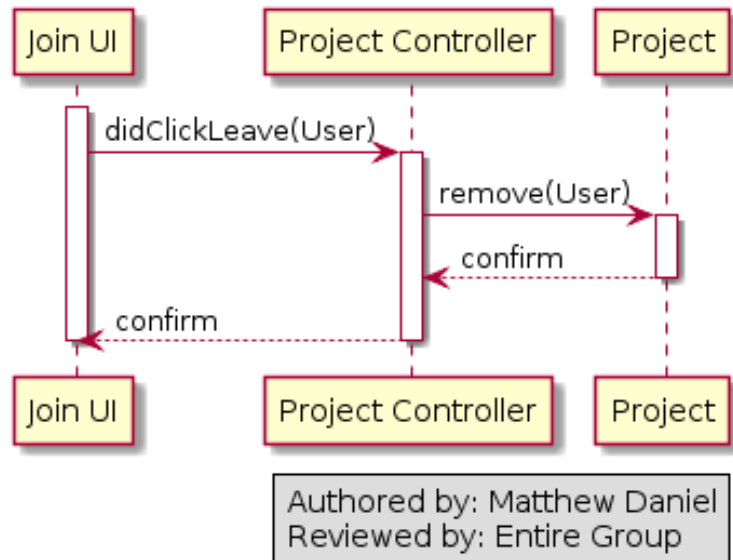 Join UI
Project Controller
Project
didClickLeave(User)
remove(User)
confirm
confirm
Join UI
Project Controller
Project
Authored by: Matthew Daniel
Reviewed by: Entire Group